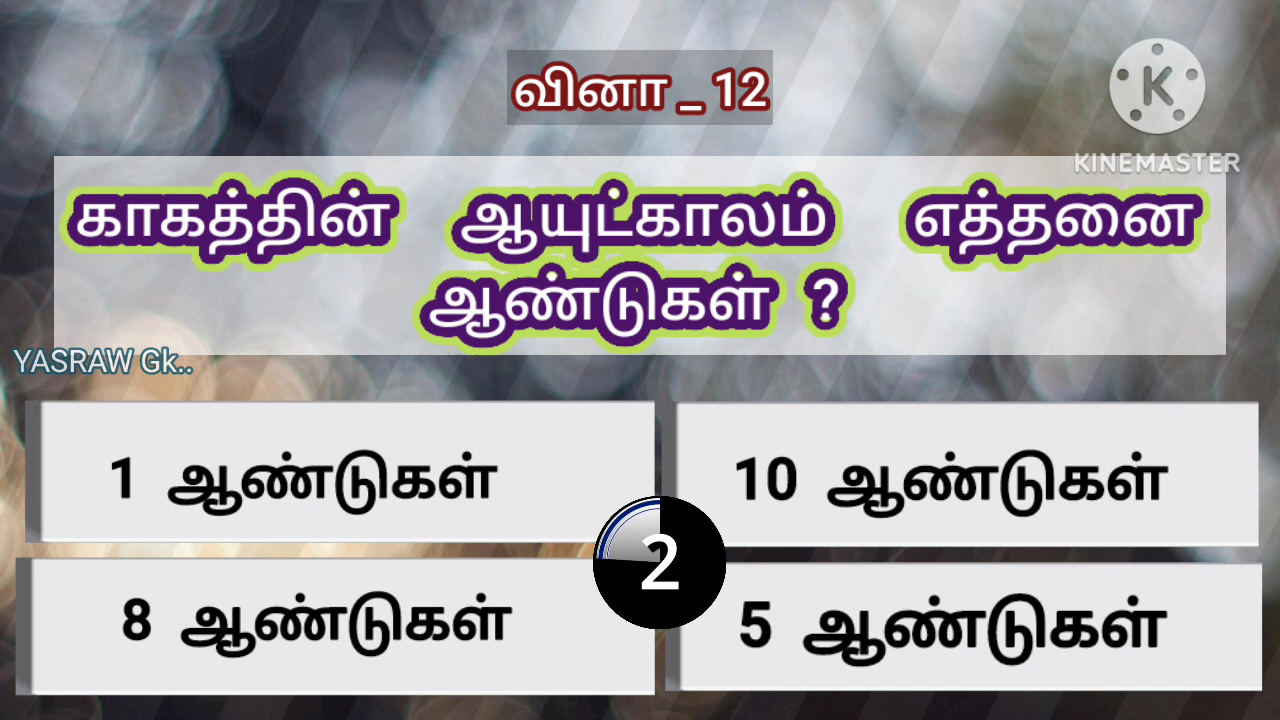 வினா _ 12
K
KINEMASTER
காகத்தின் ஆயுட்காலம் எத்தனை
ஆண்டுகள் ?
YASRAW Gk..
1 ஆண்டுகள்
10 ஆண்டுகள்
2
8 ஆண்டுகள்
5 ஆண்டுகள்